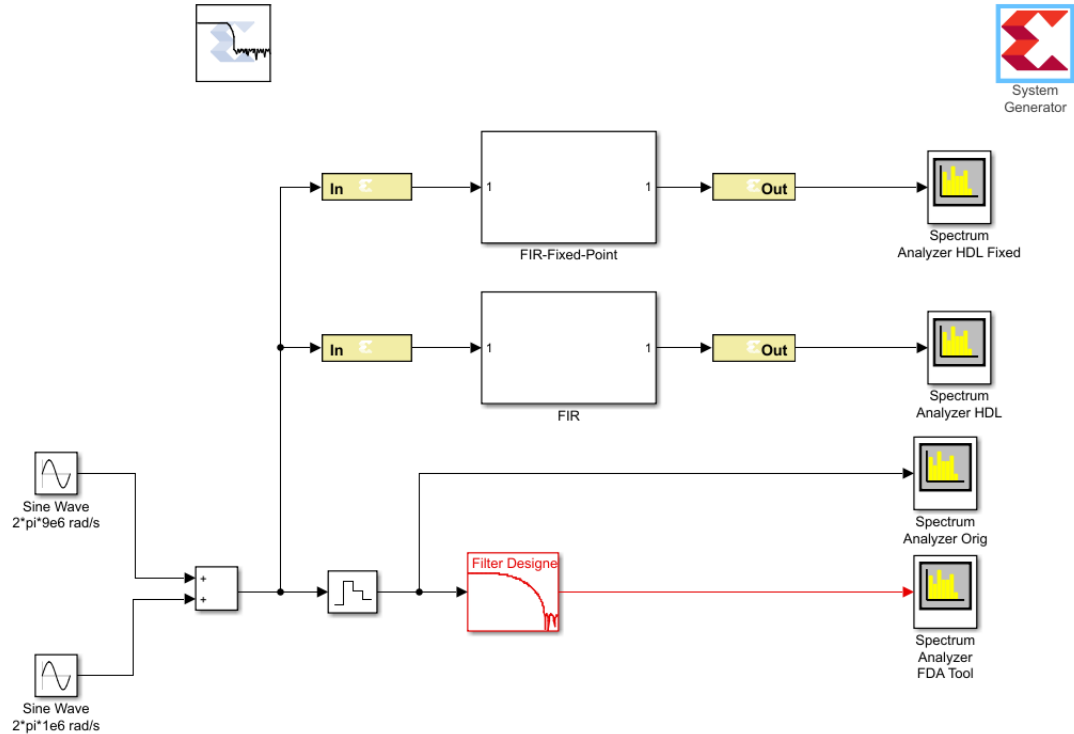 System
Generator
In
1
1
Out
FIR-Fixed-Point
Spectrum
Analyzer HDL Fixed
In
1
1
Out
FIR
Spectrum
Analyzer HDL
Sine Wave
2*pi*9e6 rad/s
Spectrum
Analyzer Orig
Filter Designe
+
+
Spectrum
Analyzer
FDA Tool
Sine Wave
2*pi*1e6 rad/s